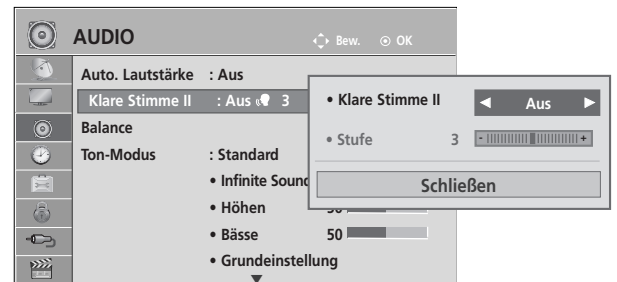 AUDIO
Bew. OK
Auto. Lautstärke : Aus
Klare Stimme II : Aus 3
Balance
Ton-Modus : Standard
• Infinite Sound
• Höhen 50
• Bässe 50
• Grundeinstellung
• Klare Stimme II ◄ Aus ►
• Stufe 3 - +
Schließen